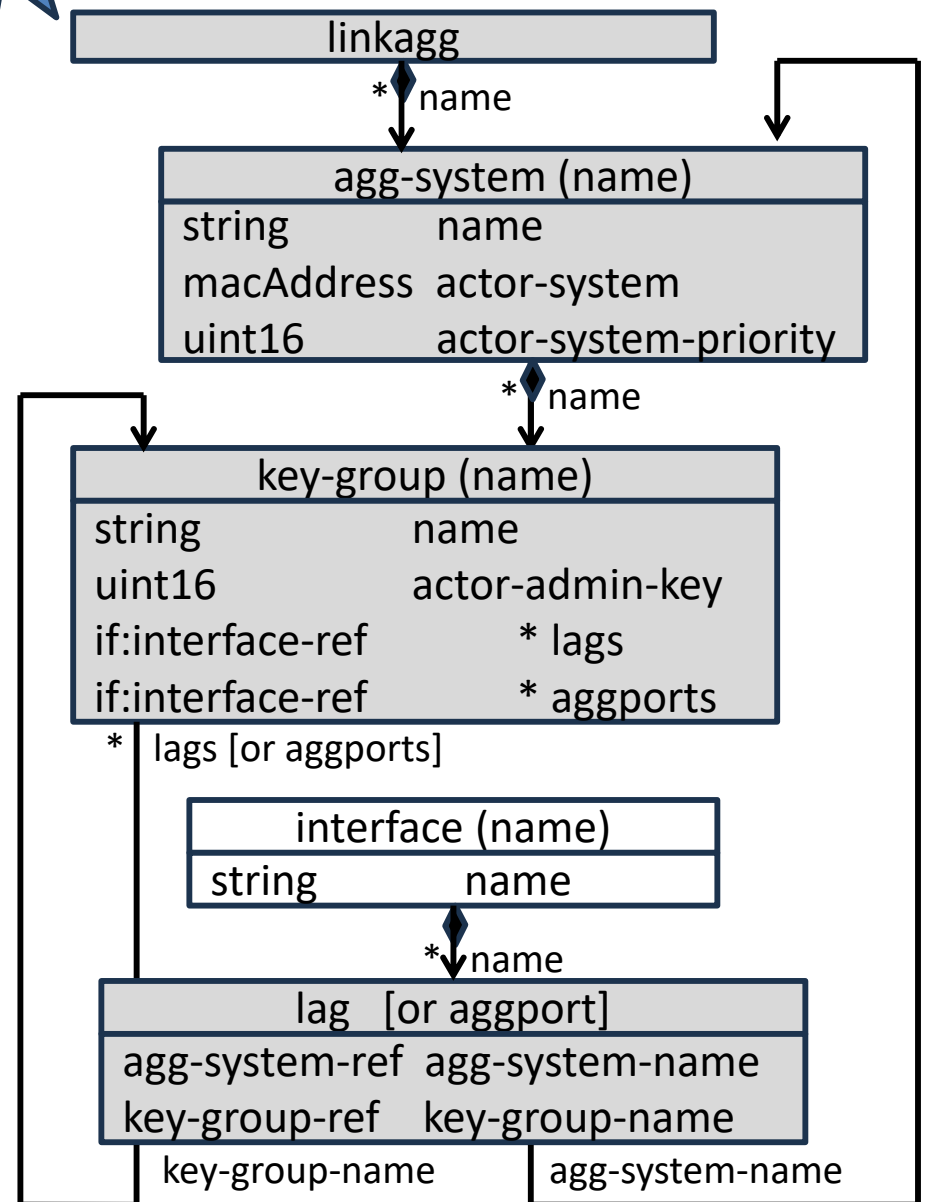 linkagg
* name
agg-system (name)
string name
macAddress actor-system
uint16 actor-system-priority
* name
key-group (name)
string name
uint16 actor-admin-key
if:interface-ref * lags
if:interface-ref * aggports
* lags [or aggports]
interface (name)
string name
* name
lag [or aggport]
agg-system-ref agg-system-name
key-group-ref key-group-name
key-group-name agg-system-name